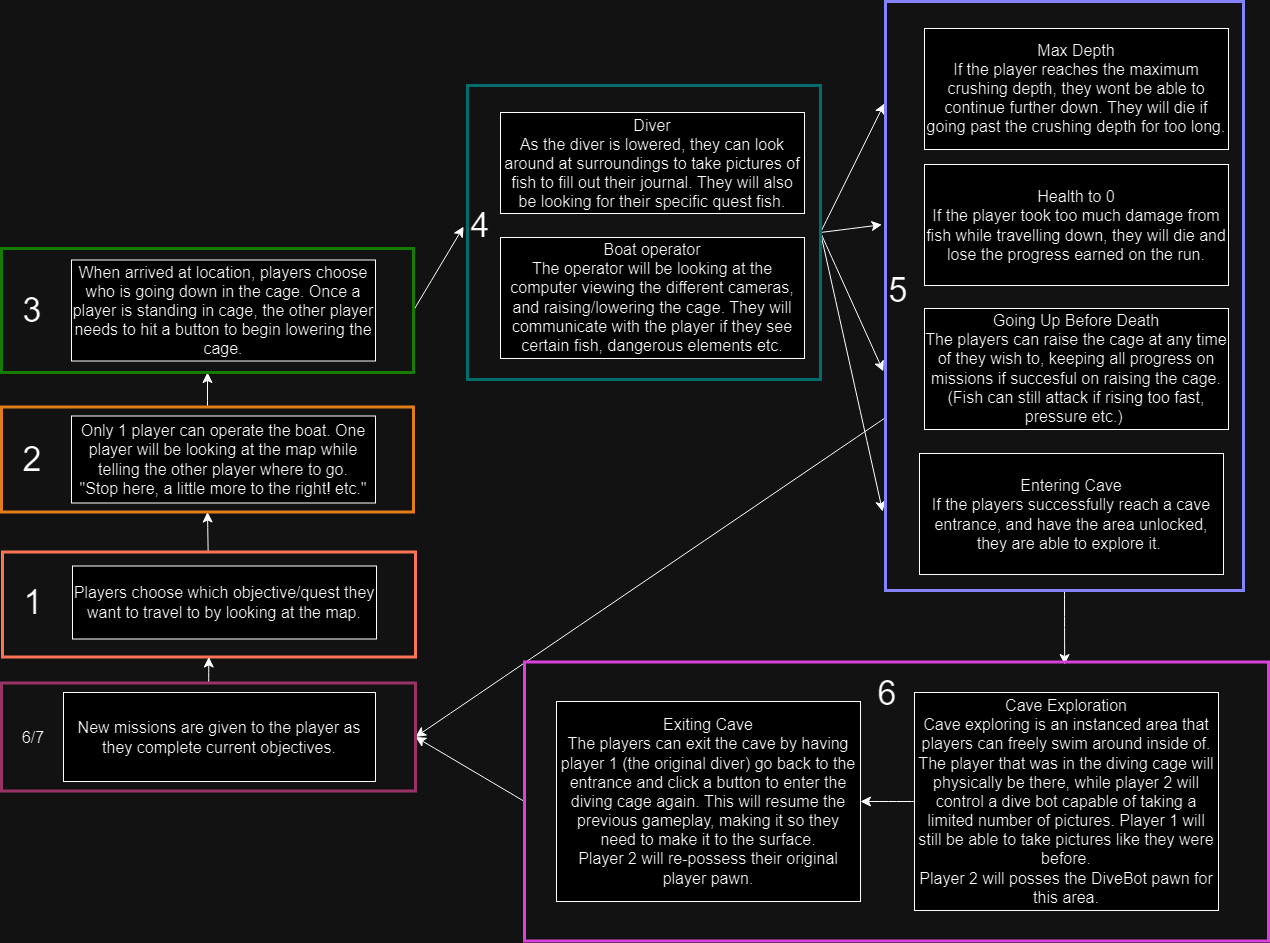 Max Depth
If the player reaches the maximum
crushing depth, they wont be able to
continue further down. They will die if
going past the crushing depth for too long.
Health to 0
If the player took too much damage from
fish while travelling down, they will die and
lose the progress earned on the run.
5
Going Up Before Death
The players can raise the cage at any time
of they wish to, keeping all progress on
missions if succesful on raising the cage.
(Fish can still attack if rising too fast,
pressure etc.)
Entering Cave
If the players successfully reach a cave
entrance, and have the area unlocked,
they are able to explore it.
Diver
As the diver is lowered, they can look
around at surroundings to take pictures of
fish to fill out their journal. They will also
be looking for their specific quest fish.
4
Boat operator
The operator will be looking at the
computer viewing the different cameras,
and raising/lowering the cage. They will
communicate with the player if they see
certain fish, dangerous elements etc.
3
When arrived at location, players choose
who is going down in the cage. Once a
player is standing in cage, the other player
needs to hit a button to begin lowering the
cage.
2
Only 1 player can operate the boat. One
player will be looking at the map while
telling the other player where to go.
"Stop here, a little more to the right! etc."
1
Players choose which objective/quest they
want to travel to by looking at the map.
6/7
New missions are given to the player as
they complete current objectives.
6
Exiting Cave
The players can exit the cave by having
player 1 (the original diver) go back to the
entrance and click a button to enter the
diving cage again. This will resume the
previous gameplay, making it so they
need to make it to the surface.
Player 2 will re-possess their original
player pawn.
Cave Exploration
Cave exploring is an instanced area that
players can freely swim around inside of.
The player that was in the diving cage will
physically be there, while player 2 will
control a dive bot capable of taking a
limited number of pictures. Player 1 will
still be able to take pictures like they were
before.
Player 2 will posses the DiveBot pawn for
this area.